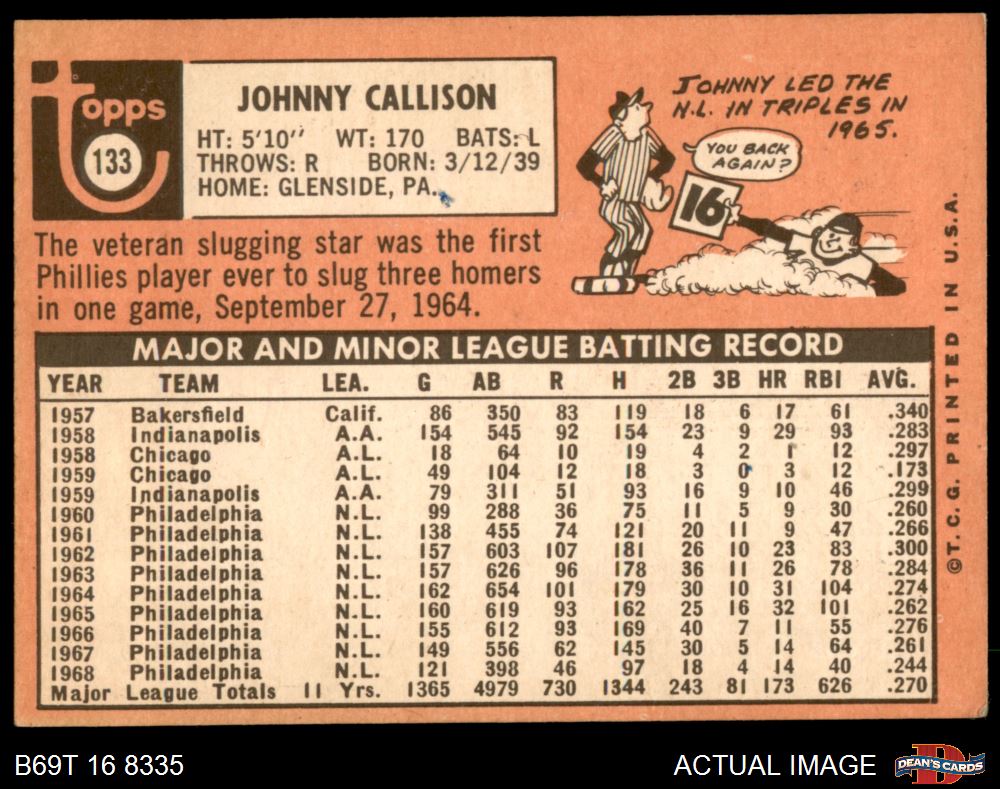 Topps
133
JOHNNY CALLISON
HT: 5'10" WT: 170 BATS: L
THROWS: R BORN: 3/12/39
HOME: GLENSIDE, PA.
JOHNNY LED THE
N.L. IN TRIPLES IN
1965.
YOU BACK
AGAIN?
16
The veteran slugging star was the first
Phillies player ever to slug three homers
in one game, September 27, 1964.
MAJOR AND MINOR LEAGUE BATTING RECORD
YEAR TEAM LEA. G AB R H 2B 3B HR RBI AVG.
1957 Bakersfield Calif. 86 350 83 119 18 6 17 61 .340
1958 Indianapolis A.A. 154 545 92 154 23 9 29 93 .283
1958 Chicago A.L. 18 64 10 19 4 2 1 12 .297
1959 Chicago A.L. 49 104 12 18 3 0 3 12 .173
1959 Indianapolis A.A. 79 311 51 93 16 9 10 46 .299
1960 Philadelphia N.L. 99 288 36 75 11 5 9 30 .260
1961 Philadelphia N.L. 138 455 74 121 20 11 9 47 .266
1962 Philadelphia N.L. 157 603 107 181 26 10 23 83 .300
1963 Philadelphia N.L. 157 626 96 178 36 11 26 78 .284
1964 Philadelphia N.L. 162 654 101 179 30 10 31 104 .274
1965 Philadelphia N.L. 160 619 93 162 25 16 32 101 .262
1966 Philadelphia N.L. 155 612 93 169 40 7 11 55 .276
1967 Philadelphia N.L. 149 556 62 145 30 5 14 64 .261
1968 Philadelphia N.L. 121 398 46 97 18 4 14 40 .244
Major League Totals 11 Yrs. 1365 4979 730 1344 243 81 173 626 .270
©T. C. G. PRINTED IN U.S.A.
B69T 16 8335
ACTUAL IMAGE
D
DEAN'S CARDS